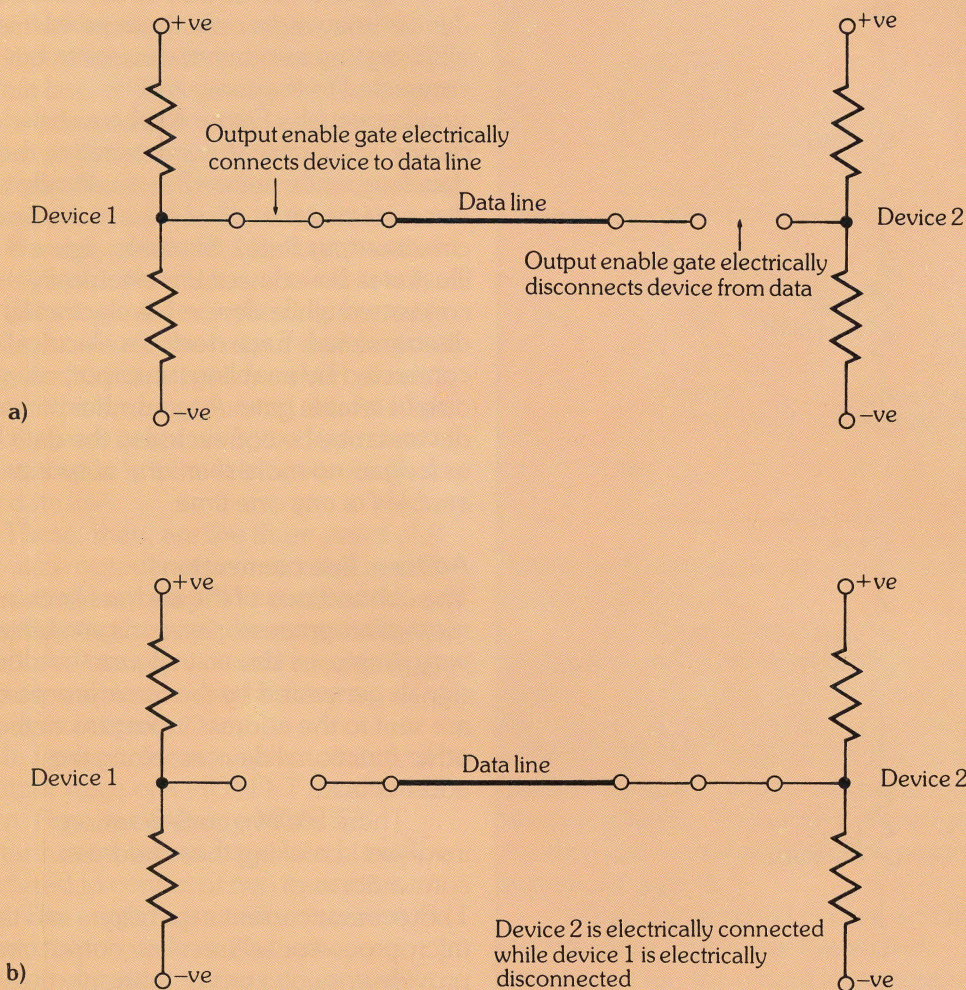 +ve
+ve
Output enable gate electrically
connects device to data line
Device 1
Data line
Device 2
Output enable gate electrically
disconnects device from data
a)
–ve
–ve
+ve
+ve
Device 1
Data line
Device 2
Device 2 is electrically connected
while device 1 is electrically
disconnected
b)
–ve
–ve